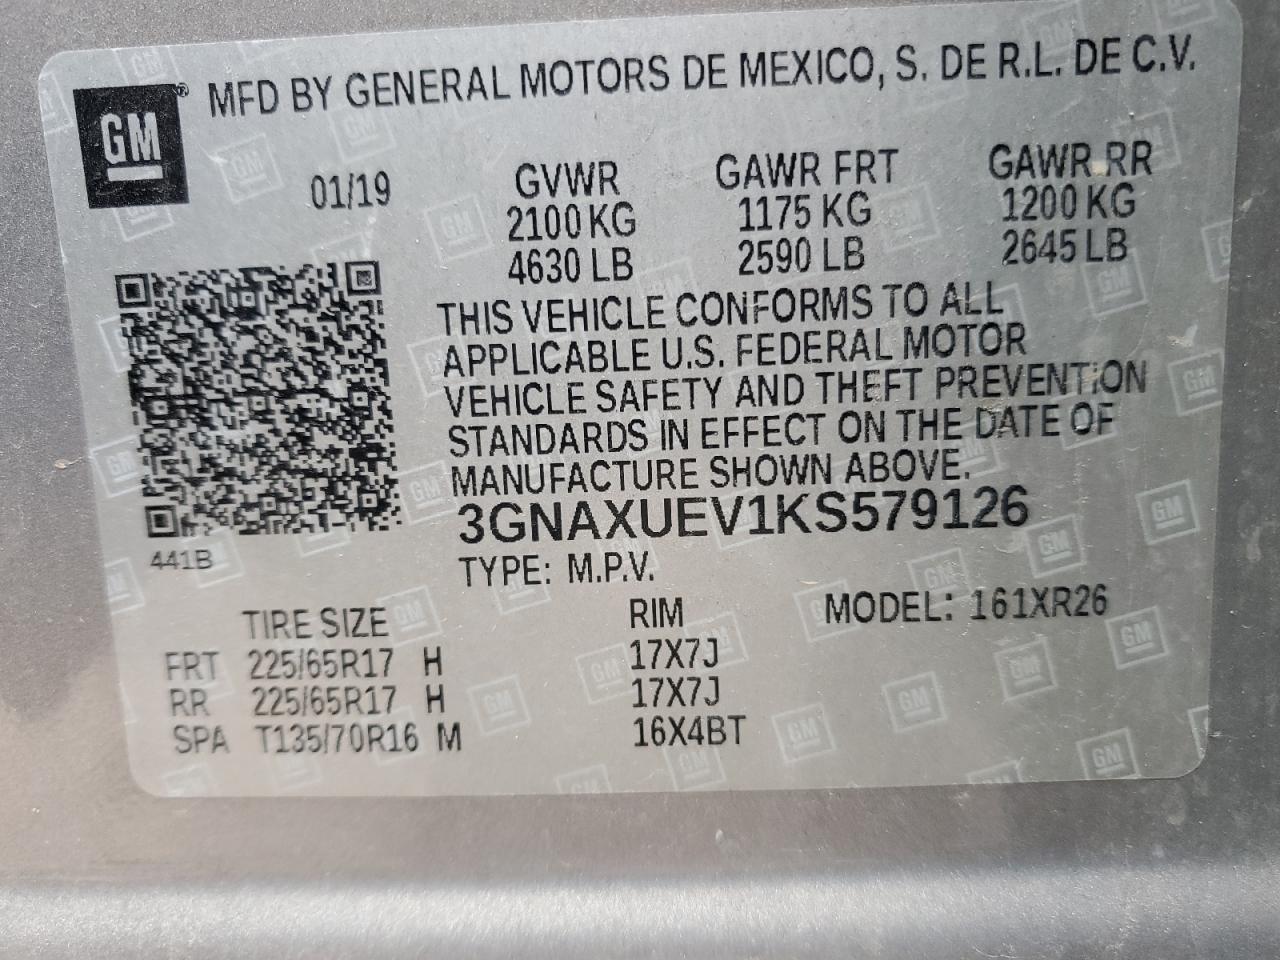 GM® MFD BY GENERAL MOTORS DE MEXICO, S. DE R.L. DE C.V.
01/19 GVWR GAWR FRT GAWR RR
2100 KG 1175 KG 1200 KG
4630 LB 2590 LB 2645 LB
THIS VEHICLE CONFORMS TO ALL
APPLICABLE U.S. FEDERAL MOTOR
VEHICLE SAFETY AND THEFT PREVENTION
STANDARDS IN EFFECT ON THE DATE OF
MANUFACTURE SHOWN ABOVE.
3GNAXUEV1KS579126
441B
TYPE: M.P.V.
TIRE SIZE RIM MODEL: 161XR26
FRT 225/65R17 H 17X7J
RR 225/65R17 H 17X7J
SPA T135/70R16 M 16X4BT